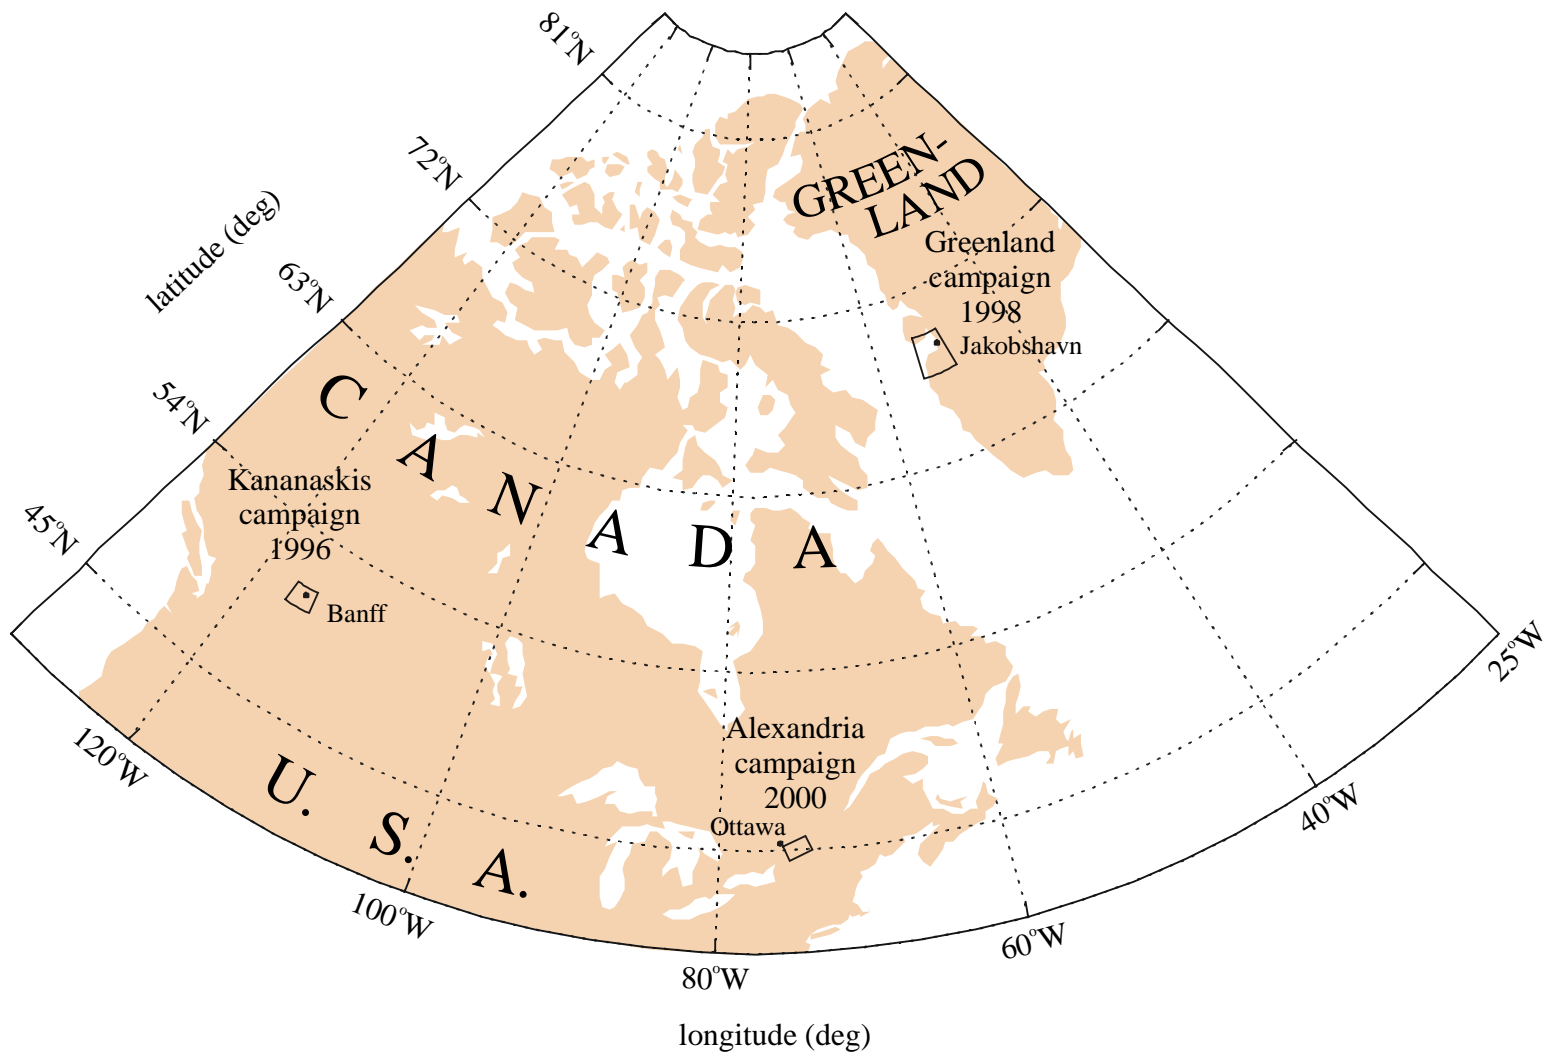 81°N
72°N
63°N
54°N
45°N
latitude (deg)
GREEN-
LAND
Greenland
campaign
1998
Jakobshavn
C A N A D A
Kananaskis
campaign
1996
Banff
Alexandria
campaign
2000
Ottawa
U. S. A.
120°W
100°W
80°W
60°W
40°W
25°W
longitude (deg)